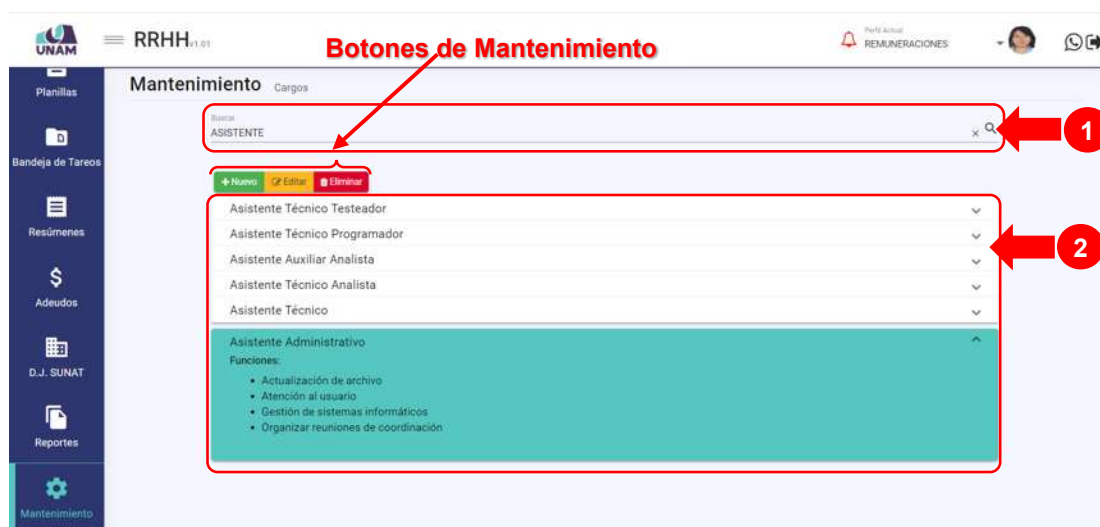 UNAM
RRHH v1.01
Botones de Mantenimiento
Perfil Actual
REMUNERACIONES
Planillas
Mantenimiento Cargos
Buscar
ASISTENTE
1
Bandeja de Tareos
Nuevo Editar Eliminar
Asistente Técnico Testeador
Resúmenes
Asistente Técnico Programador
2
Asistente Auxiliar Analista
Asistente Técnico Analista
Adeudos
Asistente Técnico
Asistente Administrativo
Funciones:
D.J. SUNAT
• Actualización de archivo
• Atención al usuario
• Gestión de sistemas informáticos
• Organizar reuniones de coordinación
Reportes
Mantenimiento